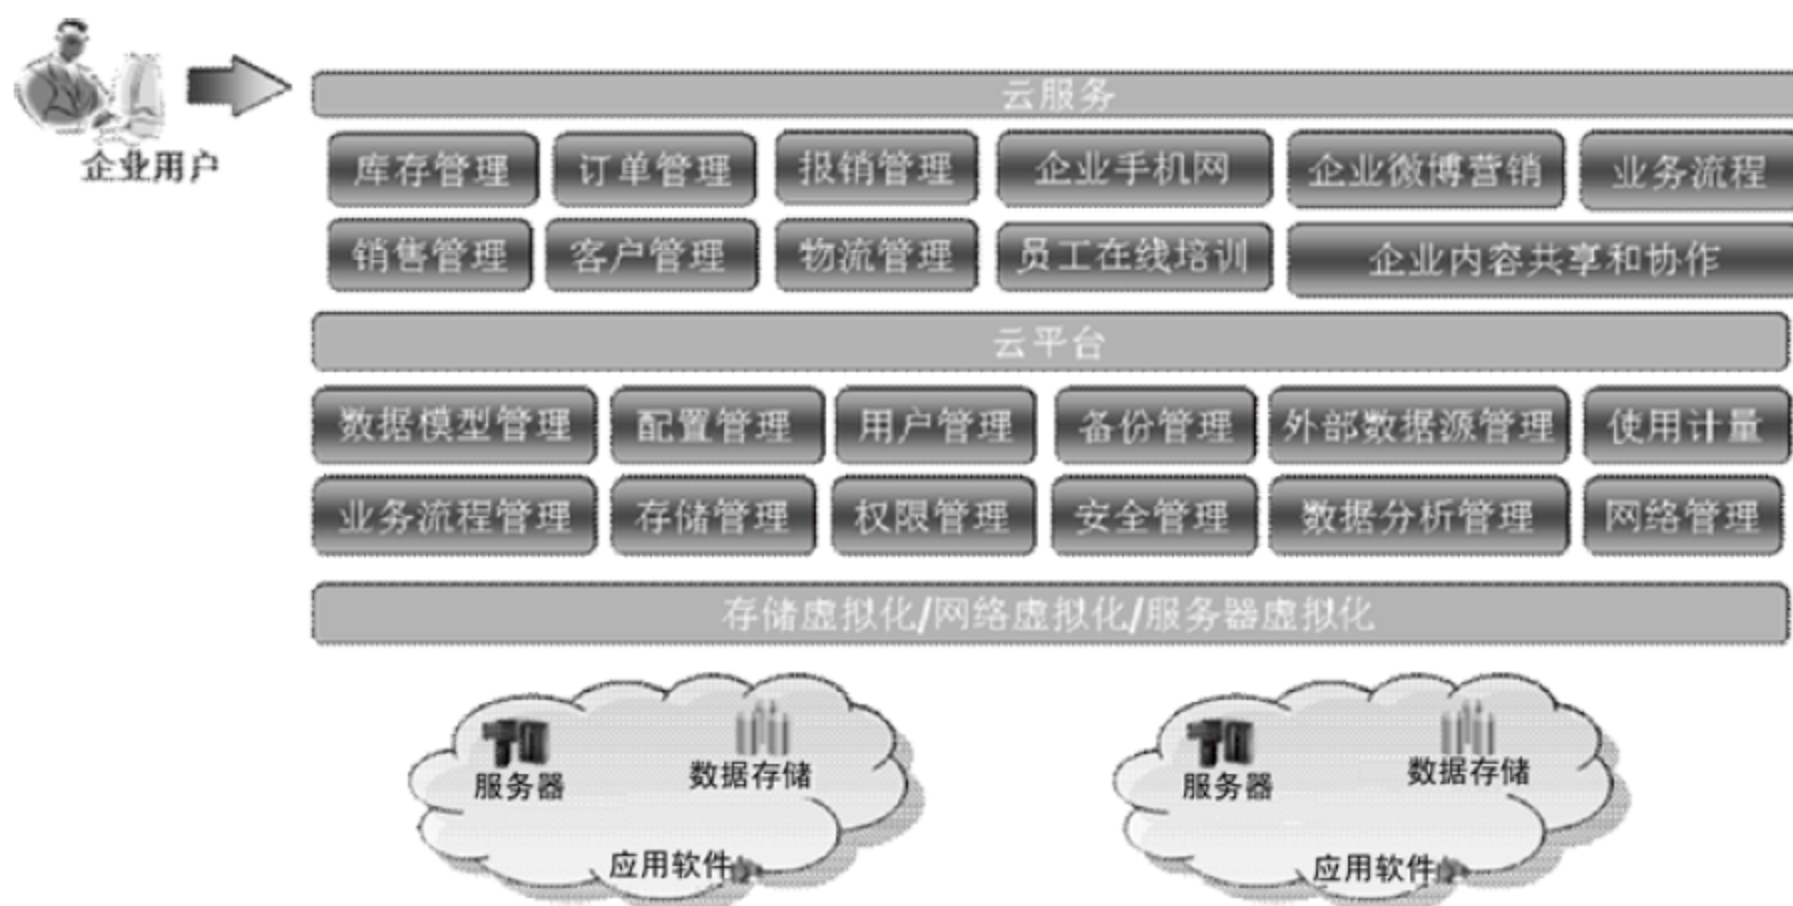 云服务
企业用户
库存管理 订单管理 报销管理 企业手机网 企业微博营销 业务流程
销售管理 客户管理 物流管理 员工在线培训 企业内容共享和协作
云平台
数据模型管理 配置管理 用户管理 备份管理 外部数据源管理 使用计量
业务流程管理 存储管理 权限管理 安全管理 数据分析管理 网络管理
存储虚拟化/网络虚拟化/服务器虚拟化
服务器 数据存储 服务器 数据存储
应用软件 应用软件